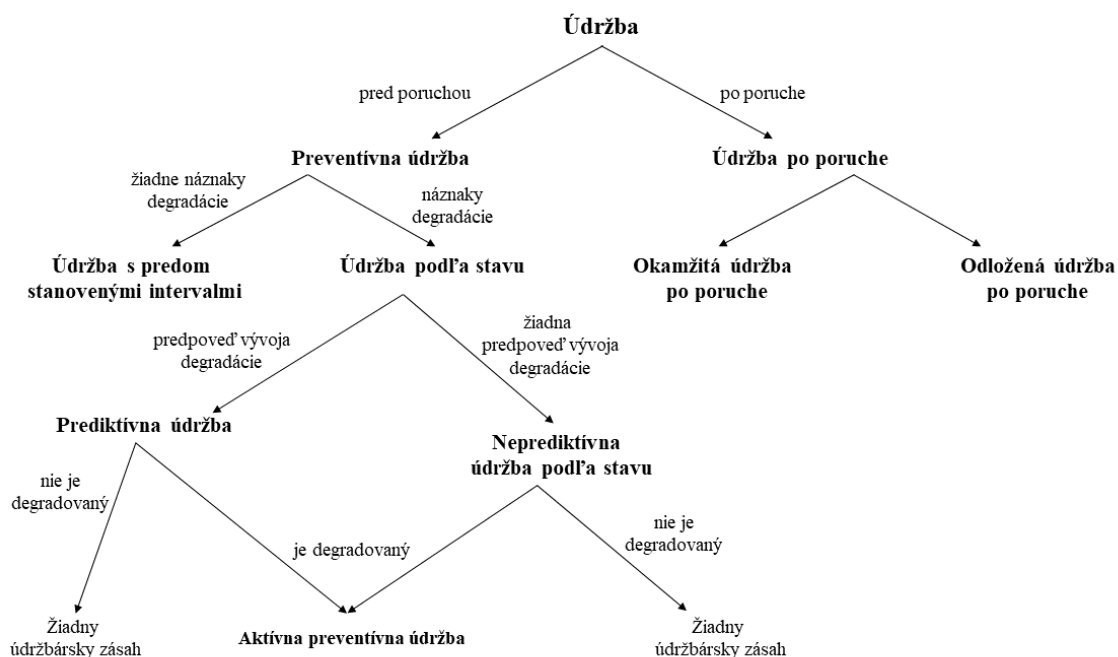 Údržba
pred poruchou
po poruche
Preventívna údržba
Údržba po poruche
žiadne náznaky
degradácie
náznaky
degradácie
Údržba s predom
stanovenými intervalmi
Údržba podľa stavu
Okamžitá údržba
po poruche
Odložená údržba
po poruche
predpoveď vývoja
degradácie
žiadna
predpoveď vývoja
degradácie
Prediktívna údržba
Neprediktívna
údržba podľa stavu
nie je
degradovaný
je degradovaný
nie je
degradovaný
Žiadny
údržbársky zásah
Aktívna preventívna údržba
Žiadny
údržbársky zásah